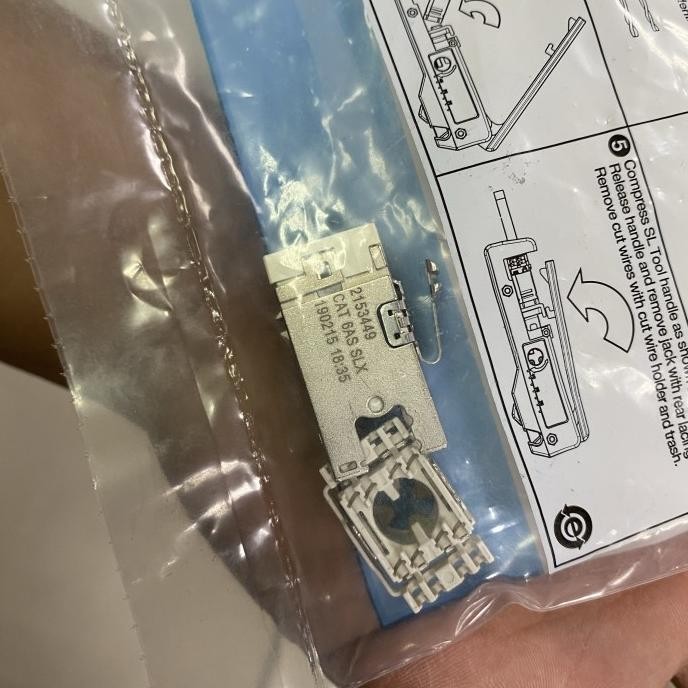 2153449
CAT 6AS SLX
190215 18:35
5 Compress SL Tool handle as shown
Release handle and remove jack with rear lacing
Remove cut wires with cut wire holder and trash.
e